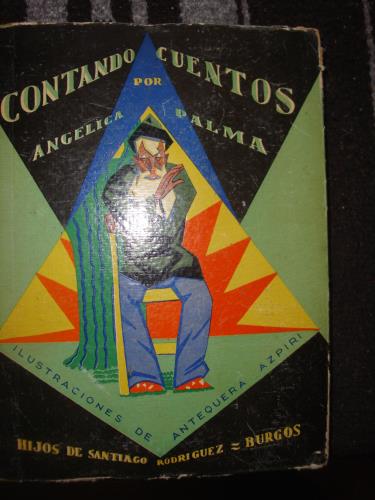 CONTANDO CUENTOS
POR
ANGELICA PALMA
ILUSTRACIONES DE ANTEQUERA AZPIRI
HIJOS DE SANTIAGO RODRIGUEZ = BURGOS